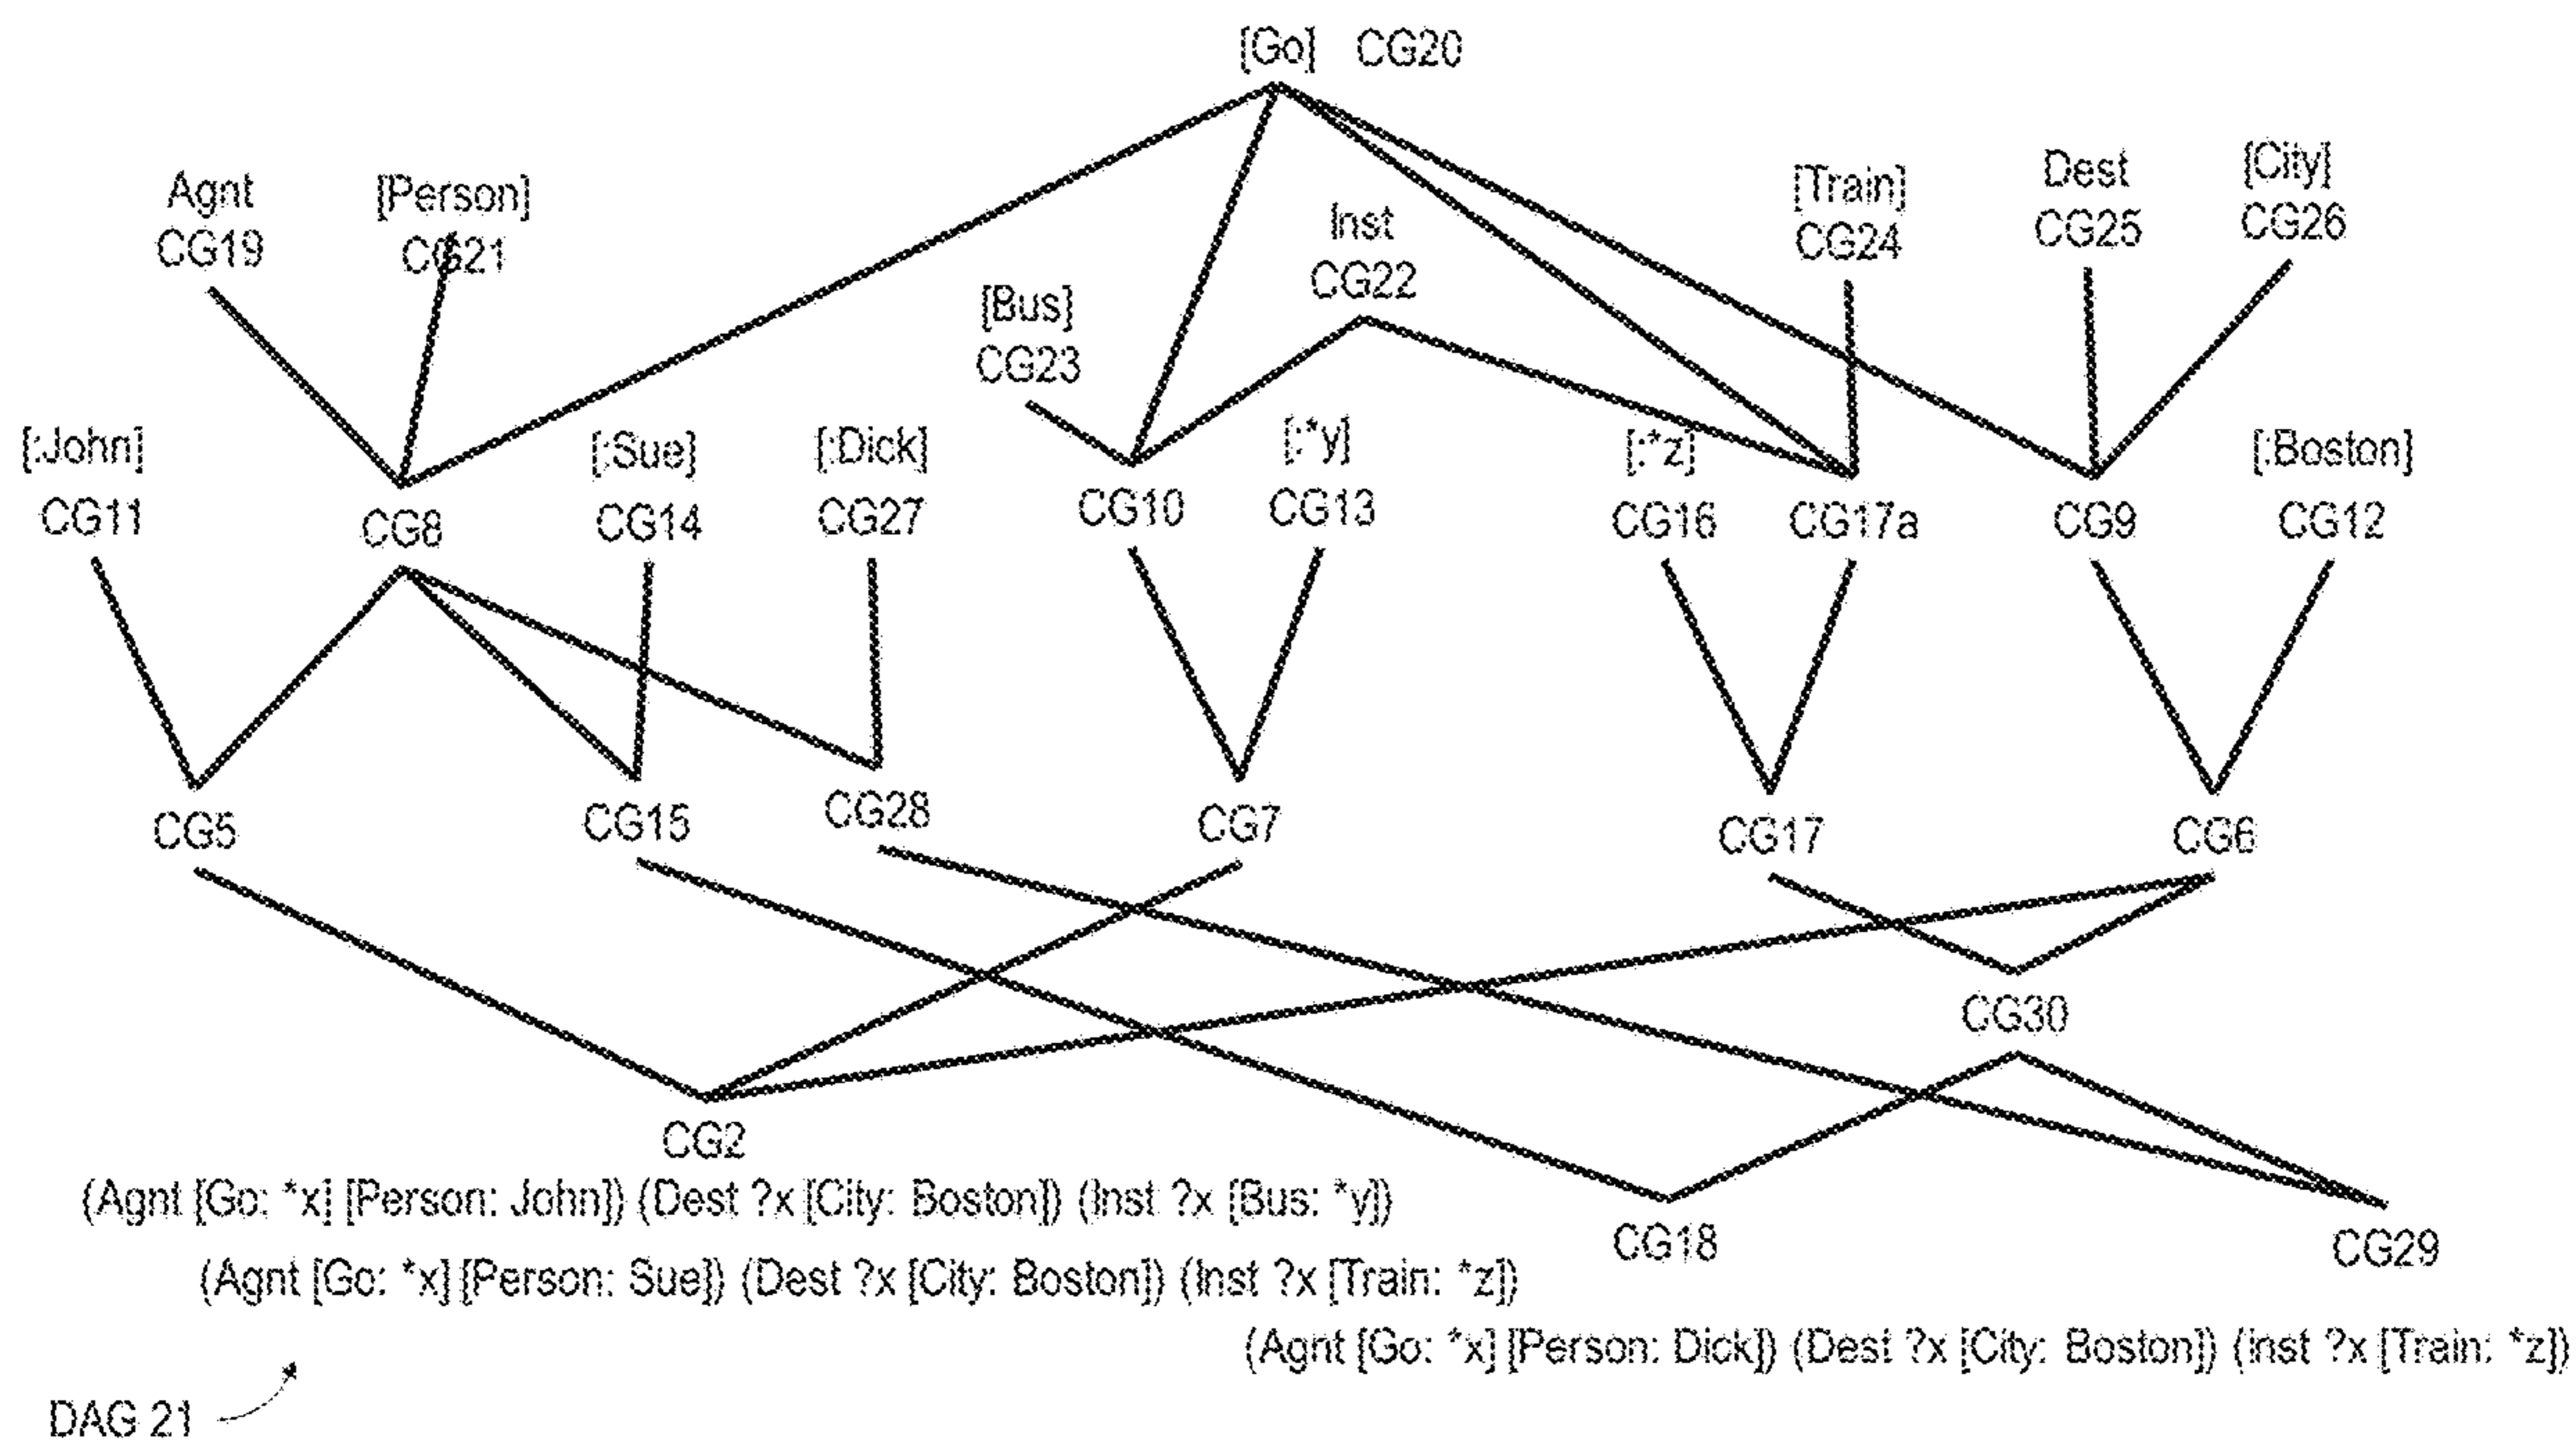 [Go] CG20
Agnt
CG19
[Person]
CG21
Inst
CG22
[Train]
CG24
Dest
CG25
[City]
CG26
[Bus]
CG23
[:John]
CG11
CG8
[:Sue]
CG14
[:Dick]
CG27
CG10
[:*y]
CG13
[:*z]
CG16
CG17a
CG9
[:Boston]
CG12
CG5
CG15
CG28
CG7
CG17
CG6
CG30
CG2
(Agnt [Go: *x] [Person: John]) (Dest ?x [City: Boston]) (Inst ?x [Bus: *y])
CG18
CG29
(Agnt [Go: *x] [Person: Sue]) (Dest ?x [City: Boston]) (Inst ?x [Train: *z])
(Agnt [Go: *x] [Person: Dick]) (Dest ?x [City: Boston]) (Inst ?x [Train: *z])
DAG 21